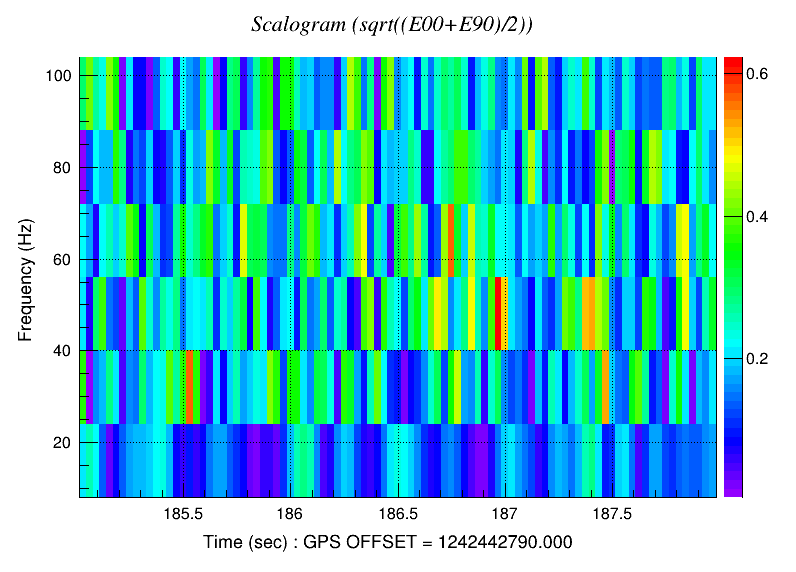 Scalogram (sqrt((E00+E90)/2))
100
80
60
40
20
Frequency (Hz)
0.6
0.4
0.2
185.5 186 186.5 187 187.5
Time (sec) : GPS OFFSET = 1242442790.000